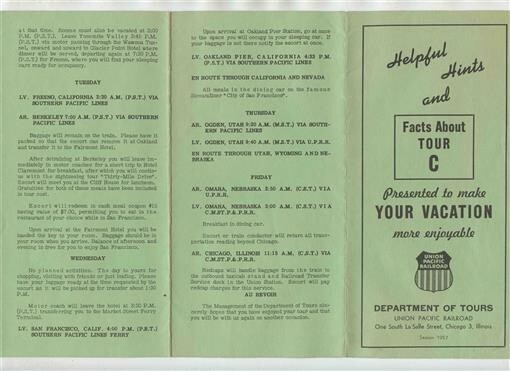 at that time. Rooms must also be vacated at 2:00
P.M. (P.S.T.). Leave Yosemite Valley 2:45 P.M.
(P.S.T.) via motor passing through the Wawona Tun-
nel, onward and upward to Glacier Point Hotel where
dinner will be served, departing again at 7:30 P.M.
(P.S.T.) for Fresno, where you will find your sleeping
cars ready for occupancy.
TUESDAY
LV. FRESNO, CALIFORNIA 2:20 A.M. (P.S.T.) VIA
SOUTHERN PACIFIC LINES
AR. BERKELEY 7:00 A.M. (P.S.T.) VIA SOUTHERN
PACIFIC LINES
Baggage will remain on the train. Please have it
packed so that the escort can remove it at Oakland
and transfer it to the Fairmont Hotel.
After detraining at Berkeley you will leave im-
mediately in motor coaches for a short trip to Hotel
Claremont for breakfast, after which you will contin-
ue with the sightseeing tour "Thirty-Mile Drive".
Escort will meet you at the Cliff House for luncheon.
Gratuities for both of these meals have been included
in tour cost.
Escort will redeem in cash meal coupon #15
having value of $7.00, permitting you to eat in the
restaurant of your choice while in San Francisco.
Upon arrival at the Fairmont Hotel you will be
handed the key to your room. Baggage should be in
your room when you arrive. Balance of afternoon and
evening is free for you to enjoy San Francisco.
WEDNESDAY
No planned activities. The day is yours for
shopping, visiting with friends or just loafing. Please
have your luggage ready at the time requested by the
escort as it will be picked up for transfer about 1:30
P.M.
Motor coach will leave the hotel at 3:30 P.M.
(P.S.T.) transferring you to the Market Street Ferry
Terminal.
LV. SAN FRANCISCO, CALIF. 4:00 P.M. (P.S.T.)
SOUTHERN PACIFIC LINES FERRY
Upon arrival at Oakland Pier Station, go at once
to the space you will occupy in your sleeping car. If
your baggage is not there notify the escort at once.
LV. OAKLAND PIER, CALIFORNIA 4:33 P.M.
(P.S.T.) VIA SOUTHERN PACIFIC LINES
EN ROUTE THROUGH CALIFORNIA AND NEVADA
All meals in the dining car on the famous
Streamliner "City of San Francisco".
THURSDAY
AR. OGDEN, UTAH 9:20 A.M. (M.S.T.) VIA SOUTH-
ERN PACIFIC LINES
LV. OGDEN, UTAH 9:40 A.M. (M.S.T.) VIA U.P.R.R.
EN ROUTE THROUGH UTAH, WYOMING AND NE-
BRASKA
FRIDAY
AR. OMAHA, NEBRASKA 2:50 A.M. (C.S.T.) VIA
U.P.R.R.
LV. OMAHA, NEBRASKA 3:00 A.M. (C.S.T.) VIA
C.M.ST.P.&P.R.R.
Breakfast in dining car.
Escort or train conductor will return all trans-
portation reading beyond Chicago.
AR. CHICAGO, ILLINOIS 11:15 A.M. (C.S.T.) VIA
C.M.ST.P.&P.R.R.
Redcaps will handle baggage from the train to
the outbound taxicab stand and Railroad Transfer
Service dock in the Union Station. Escort will pay
redcap charges for this service.
AU REVOIR
The Management of the Department of Tours sin-
cerely hopes that you have enjoyed your tour and that
you will be with us again on another occasion.
Helpful
Hints
and
Facts About
TOUR
C
Presented to make
YOUR VACATION
more enjoyable
UNION
PACIFIC
RAILROAD
DEPARTMENT OF TOURS
UNION PACIFIC RAILROAD
One South La Salle Street, Chicago 3, Illinois
Season 1957